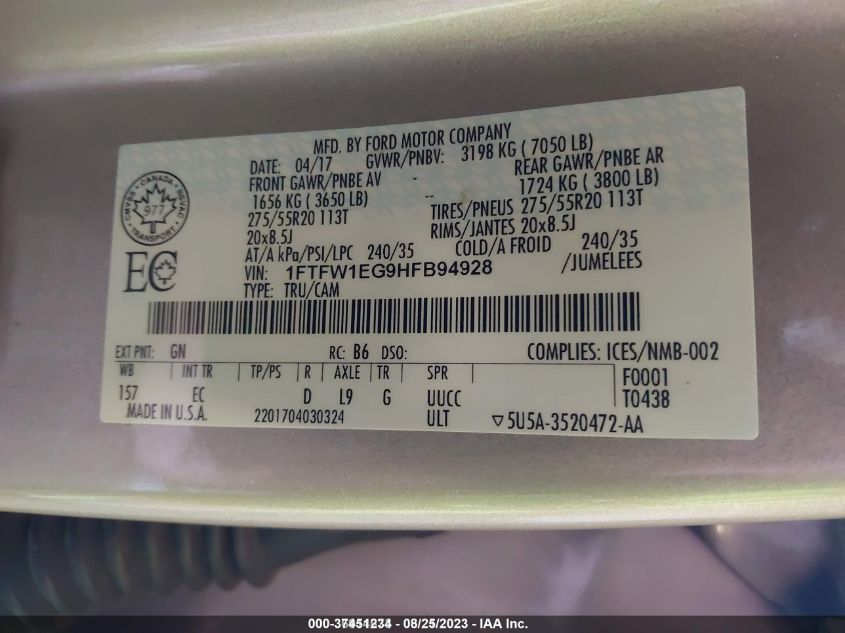 MFD. BY FORD MOTOR COMPANY
DATE: 04/17 GVWR/PNBV: 3198 KG ( 7050 LB)
FRONT GAWR/PNBE AV - REAR GAWR/PNBE AR
1656 KG ( 3650 LB) -- 1724 KG ( 3800 LB)
275/55R20 113T TIRES/PNEUS 275/55R20 113T
20x8.5J RIMS/JANTES 20x8.5J
AT/A kPa/PSI/LPC 240/35 COLD/A FROID 240/35
VIN: 1FTFW1EG9HFB94928 /JUMELEES
TYPE: TRU/CAM
CANADA
977
TRANSPORT
EC
EXT PNT: GN RC: B6 DSO: COMPLIES: ICES/NMB-002
WB INT TR TP/PS R AXLE TR SPR F0001
157 EC D L9 G UUCC T0438
MADE IN U.S.A. 2201704030324 ULT ▽5U5A-3520472-AA
000-37451234 - 08/25/2023 - IAA Inc.